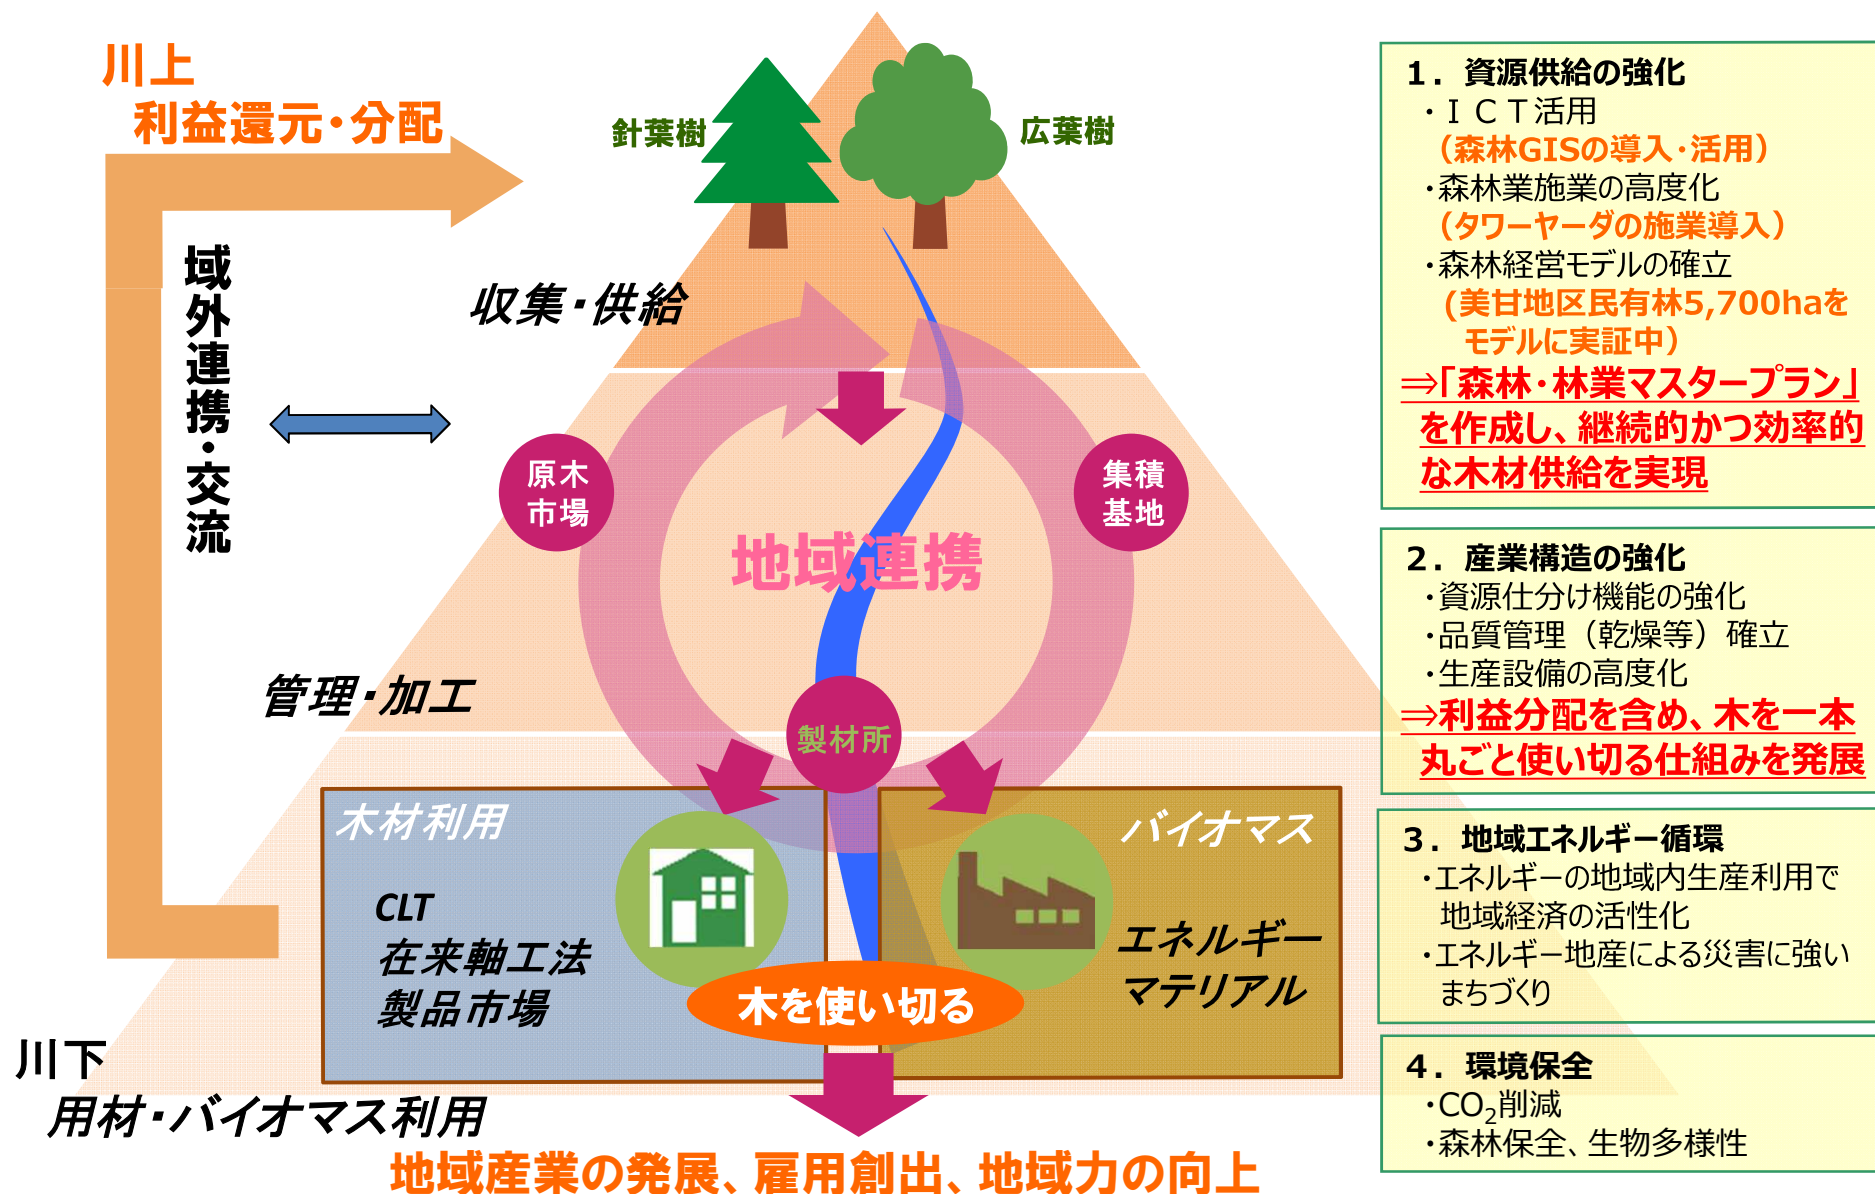 川上
利益還元・分配
針葉樹
広葉樹
収集・供給
域外連携・交流
原木
市場
集積
基地
地域連携
管理・加工
製材所
木材利用
CLT
在来軸工法
製品市場
バイオマス
エネルギー
マテリアル
木を使い切る
川下
用材・バイオマス利用
地域産業の発展、雇用創出、地域力の向上
１．資源供給の強化
・ＩＣＴ活用
（森林GISの導入・活用）
・森林業施業の高度化
（タワーヤーダの施業導入）
・森林経営モデルの確立
(美甘地区民有林5,700haを
モデルに実証中）
⇒「森林・林業マスタープラン」
を作成し、継続的かつ効率的
な木材供給を実現
２．産業構造の強化
・資源仕分け機能の強化
・品質管理（乾燥等）確立
・生産設備の高度化
⇒利益分配を含め、木を一本
丸ごと使い切る仕組みを発展
３．地域エネルギー循環
・エネルギーの地域内生産利用で
地域経済の活性化
・エネルギー地産による災害に強い
まちづくり
４．環境保全
・CO₂削減
・森林保全、生物多様性